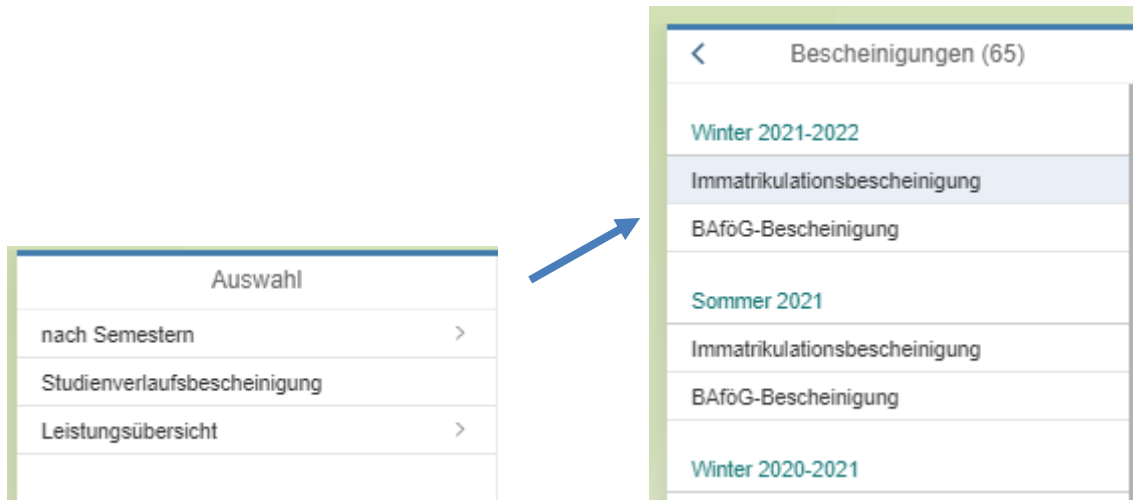 Auswahl
nach Semestern
Studienverlaufsbescheinigung
Leistungsübersicht
Bescheinigungen (65)
Winter 2021-2022
Immatrikulationsbescheinigung
BAföG-Bescheinigung
Sommer 2021
Immatrikulationsbescheinigung
BAföG-Bescheinigung
Winter 2020-2021